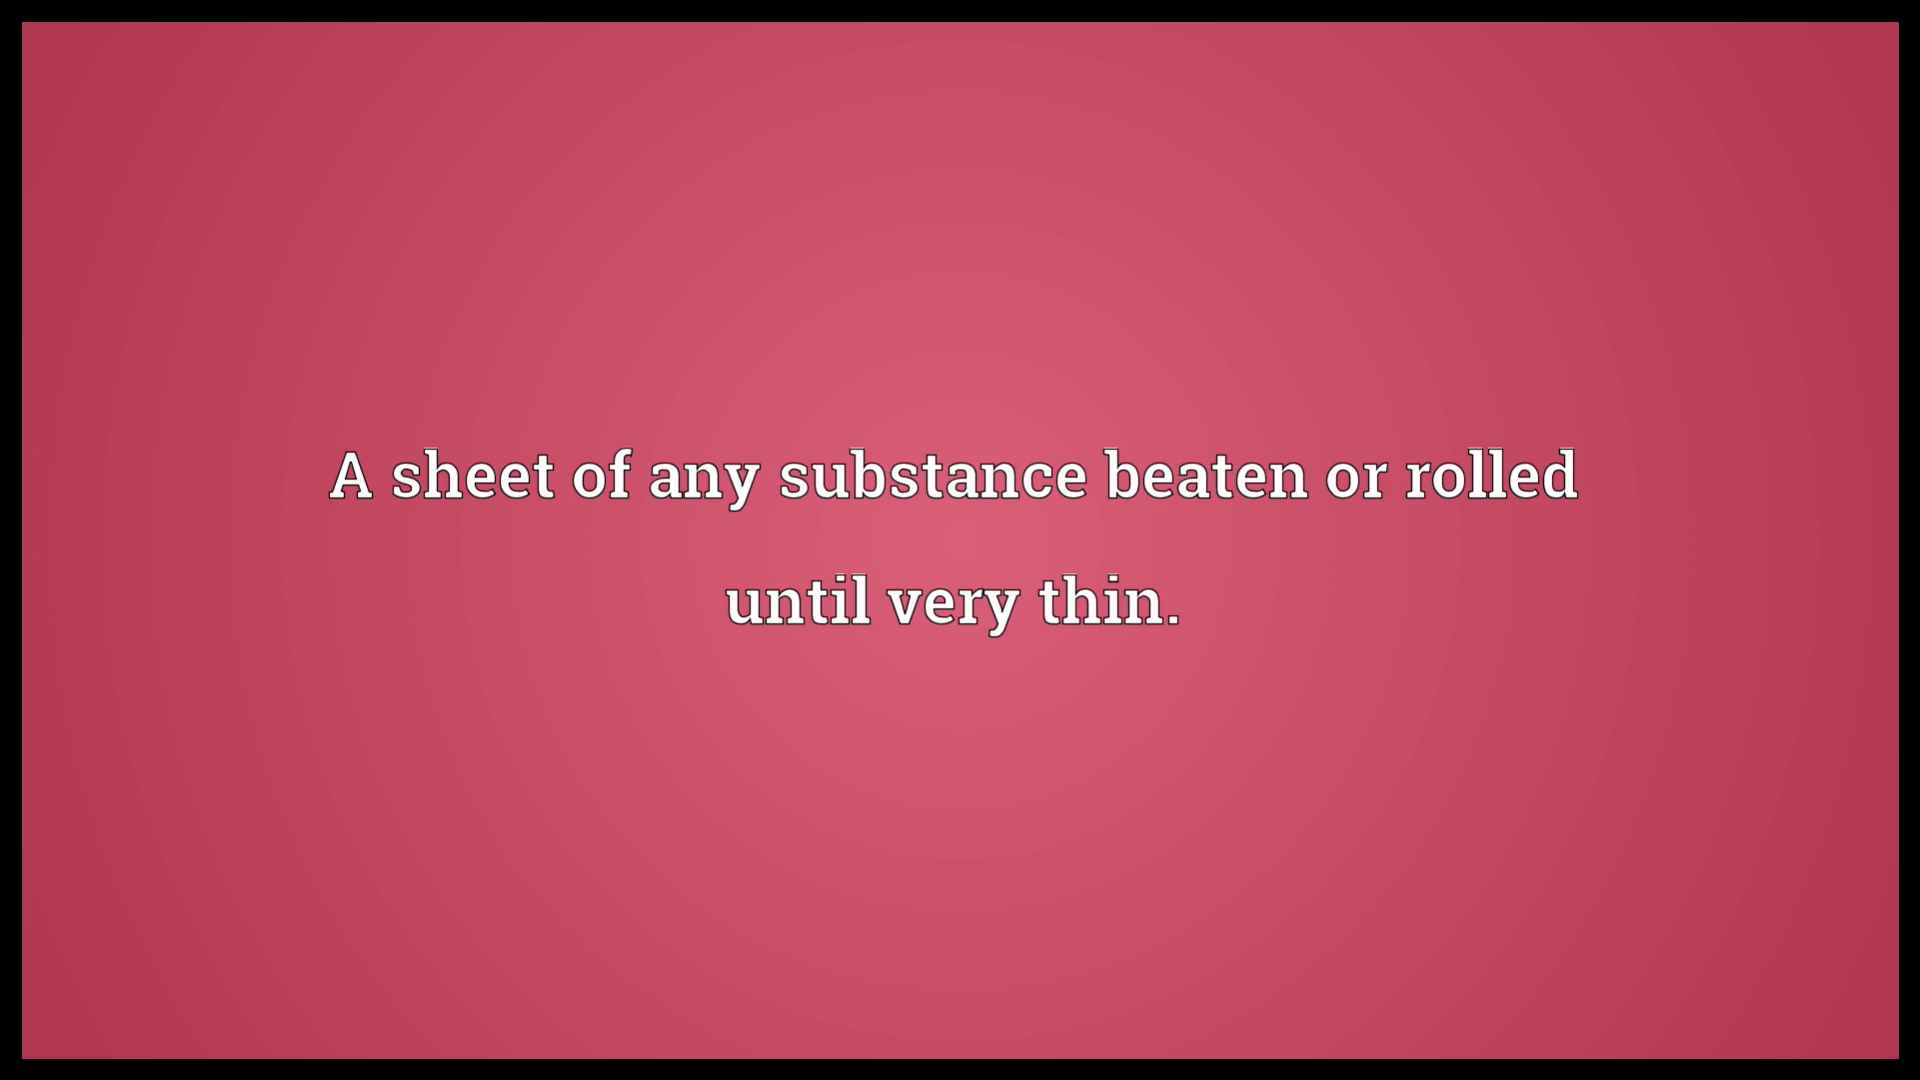 A sheet of any substance beaten or rolled
until very thin.